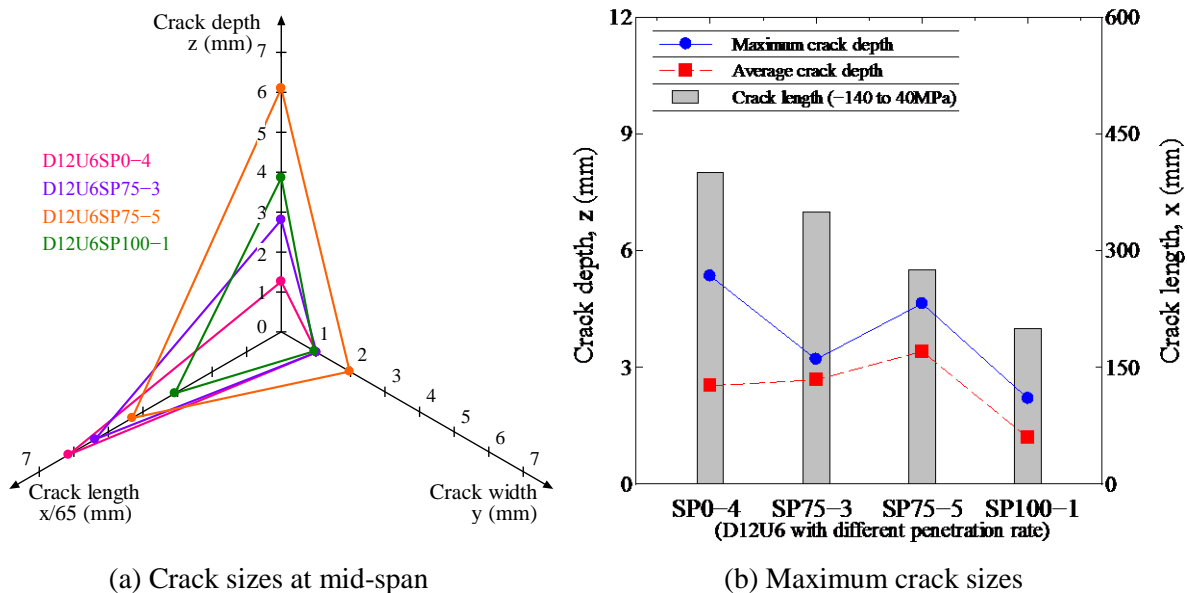 Crack depth
z (mm)
7
6
5
4
3
2
1
0
D12U6SP0−4
D12U6SP75−3
D12U6SP75−5
D12U6SP100−1
1
2
3
4
5
6
7
Crack width
y (mm)
7
Crack length
x/65 (mm)
(a) Crack sizes at mid-span
12
9
6
3
0
Crack depth, z (mm)
Maximum crack depth
Average crack depth
Crack length (−140 to 40MPa)
600
450
300
150
0
Crack length, x (mm)
SP0−4 SP75−3 SP75−5 SP100−1
(D12U6 with different penetration rate)
(b) Maximum crack sizes